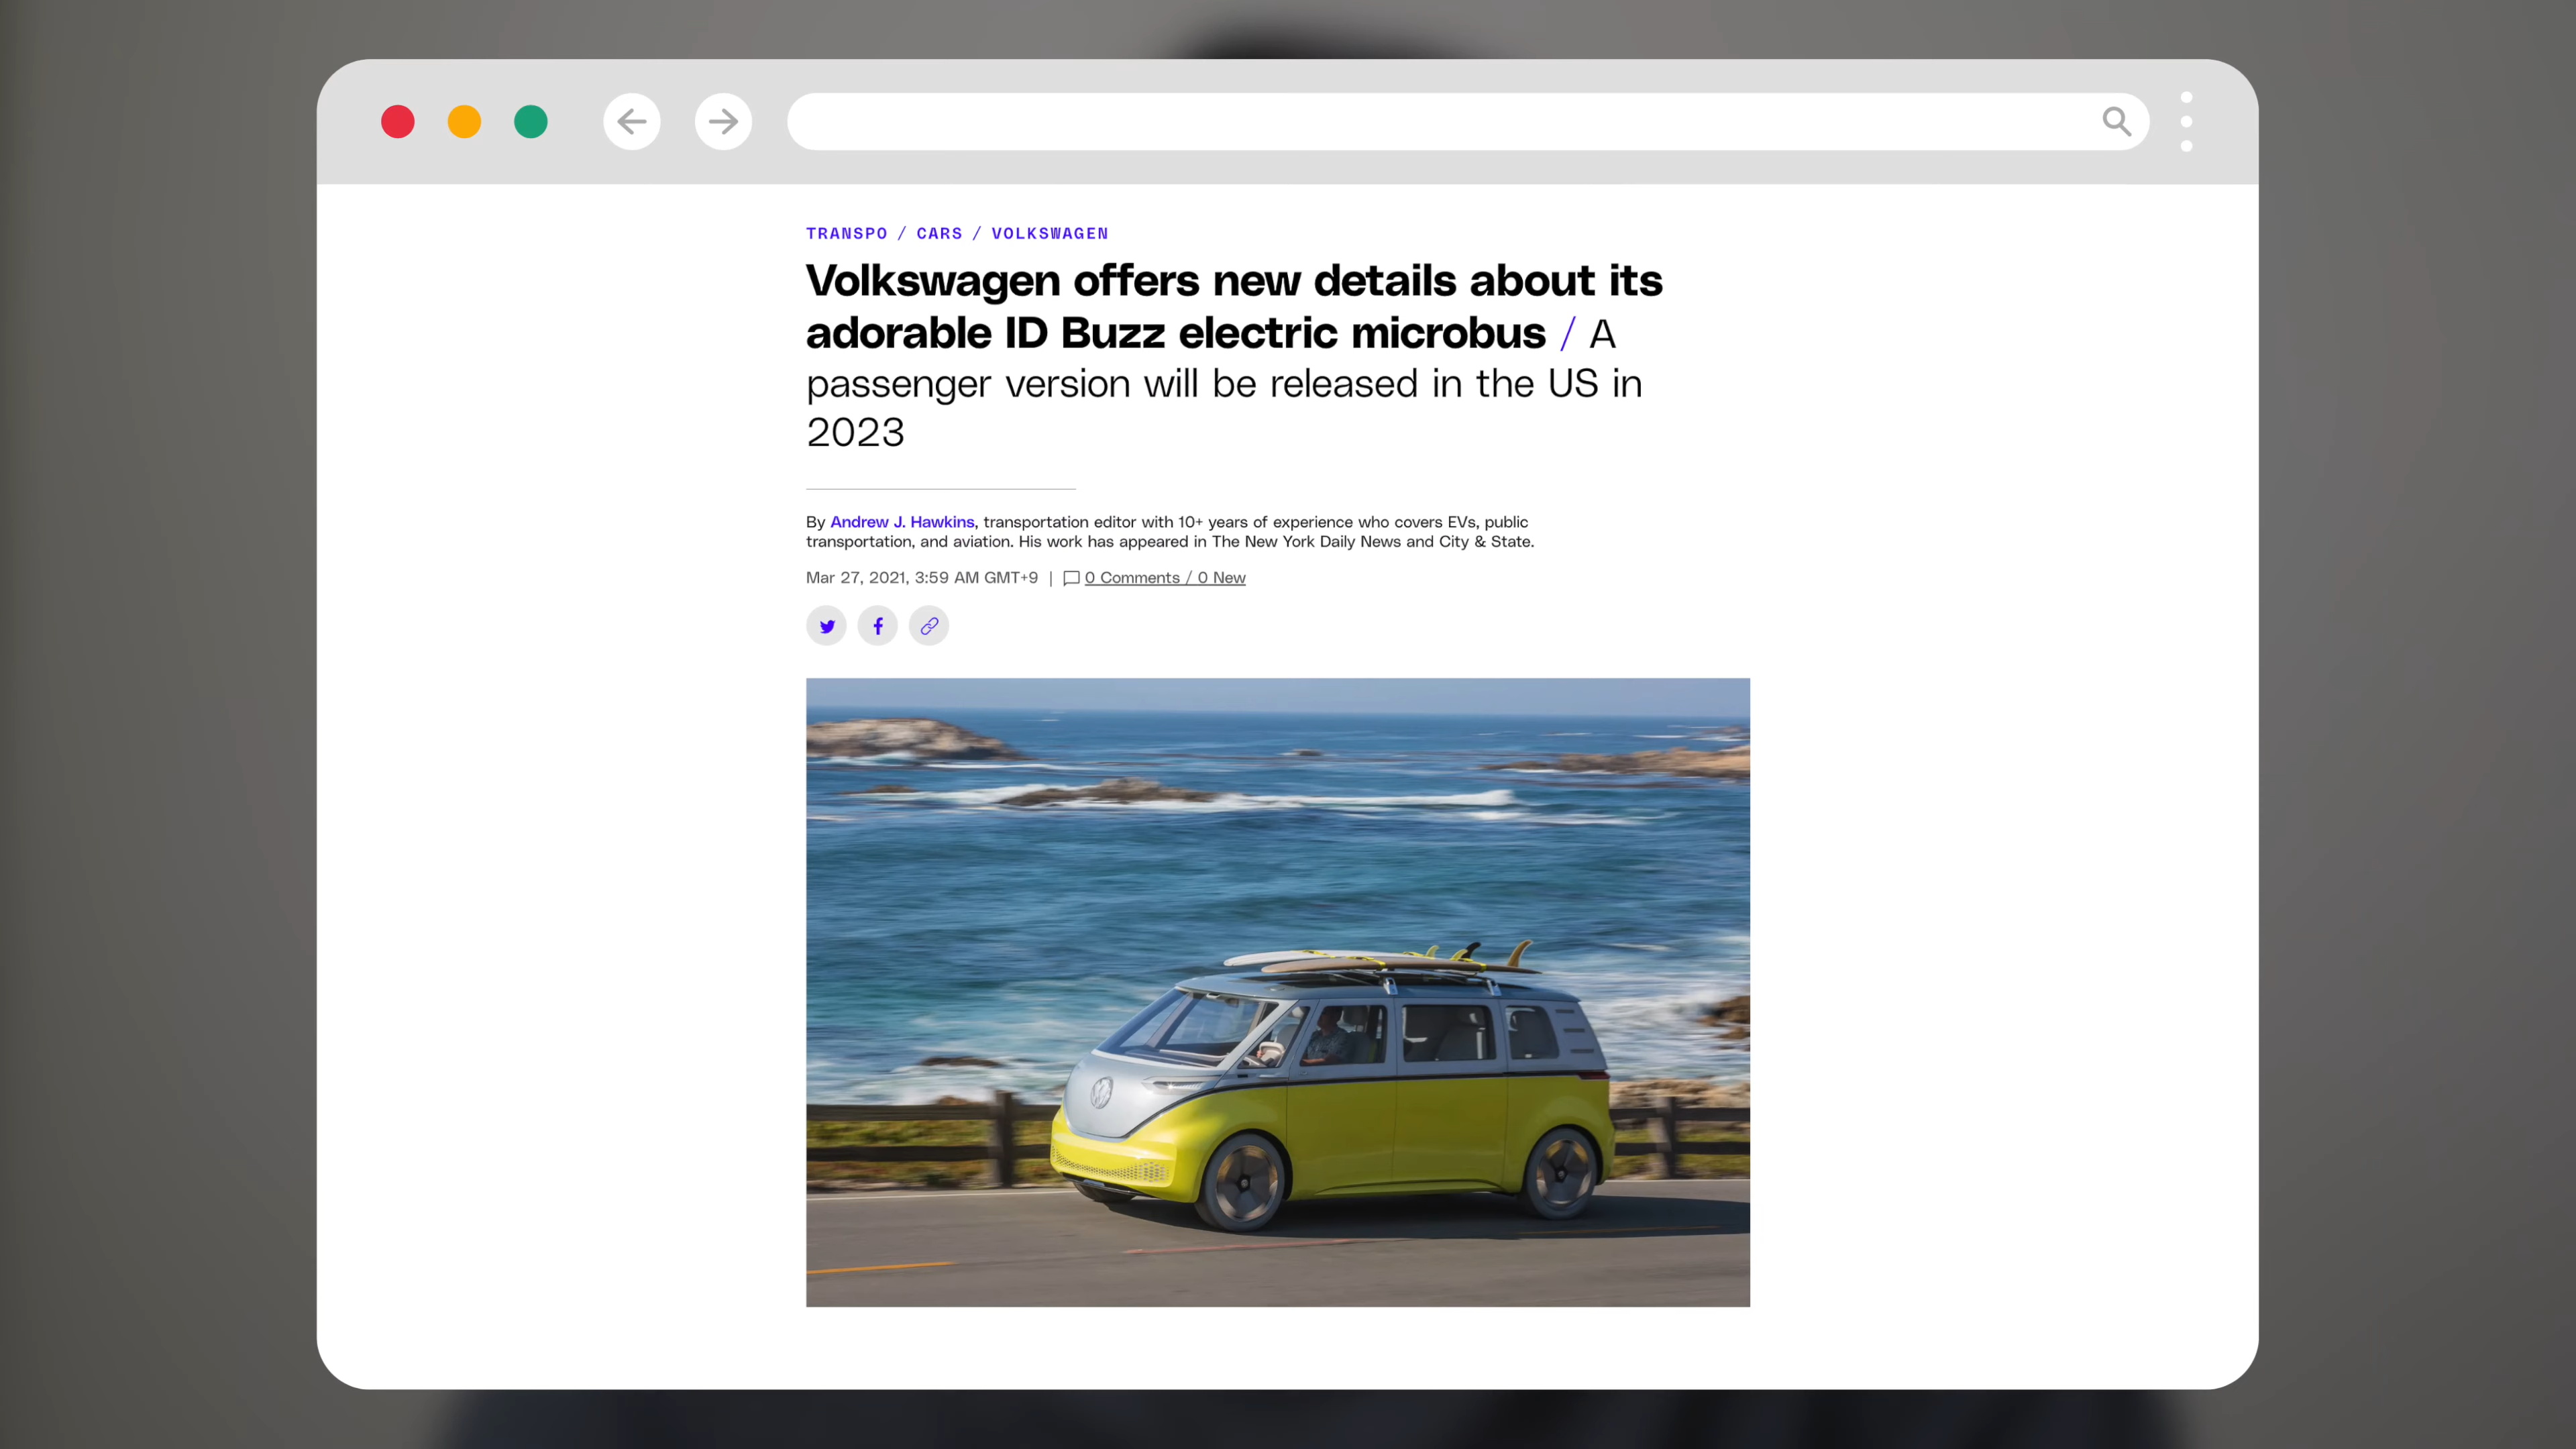 TRANSPO / CARS / VOLKSWAGEN
Volkswagen offers new details about its
adorable ID Buzz electric microbus / A
passenger version will be released in the US in
2023
By Andrew J. Hawkins, transportation editor with 10+ years of experience who covers EVs, public
transportation, and aviation. His work has appeared in The New York Daily News and City & State.
Mar 27, 2021, 3:59 AM GMT+9 | 0 Comments / 0 New